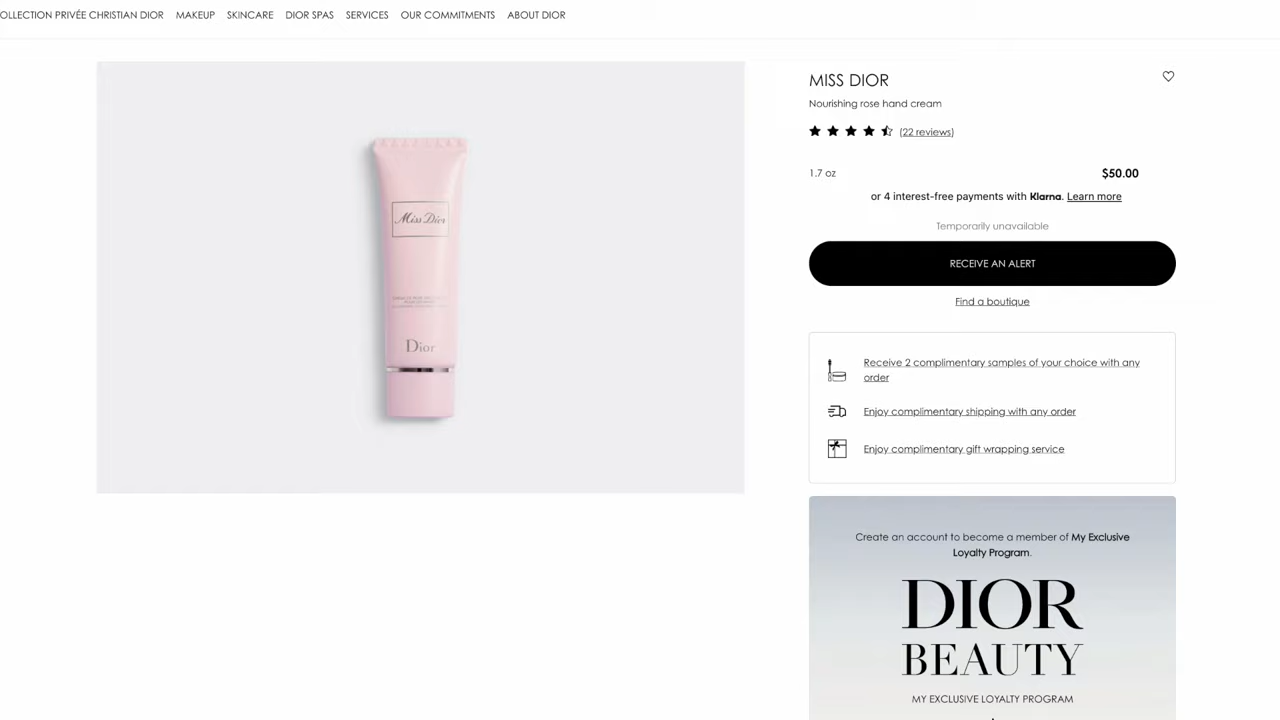 OLLECTION PRIVÉE CHRISTIAN DIOR MAKEUP SKINCARE DIOR SPAS SERVICES OUR COMMITMENTS ABOUT DIOR
Miss Dior
Dior
MISS DIOR
Nourishing rose hand cream
(22 reviews)
1.7 oz $50.00
or 4 interest-free payments with Klarna. Learn more
Temporarily unavailable
RECEIVE AN ALERT
Find a boutique
Receive 2 complimentary samples of your choice with any
order
Enjoy complimentary shipping with any order
Enjoy complimentary gift wrapping service
Create an account to become a member of My Exclusive
Loyalty Program.
DIOR
BEAUTY
MY EXCLUSIVE LOYALTY PROGRAM